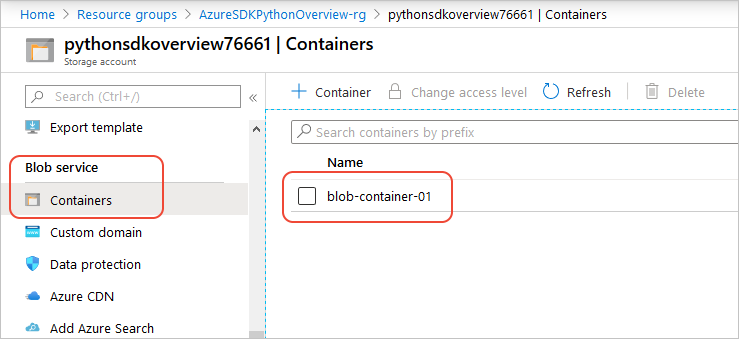 Home > Resource groups > AzureSDKPythonOverview-rg > pythonsdkoverview76661 | Containers
pythonsdkoverview76661 | Containers
Storage account
Search (Ctrl+/)
«
Export template
Blob service
Containers
Custom domain
Data protection
Azure CDN
Add Azure Search
+ Container
Change access level
Refresh
Delete
Search containers by prefix
Name
blob-container-01